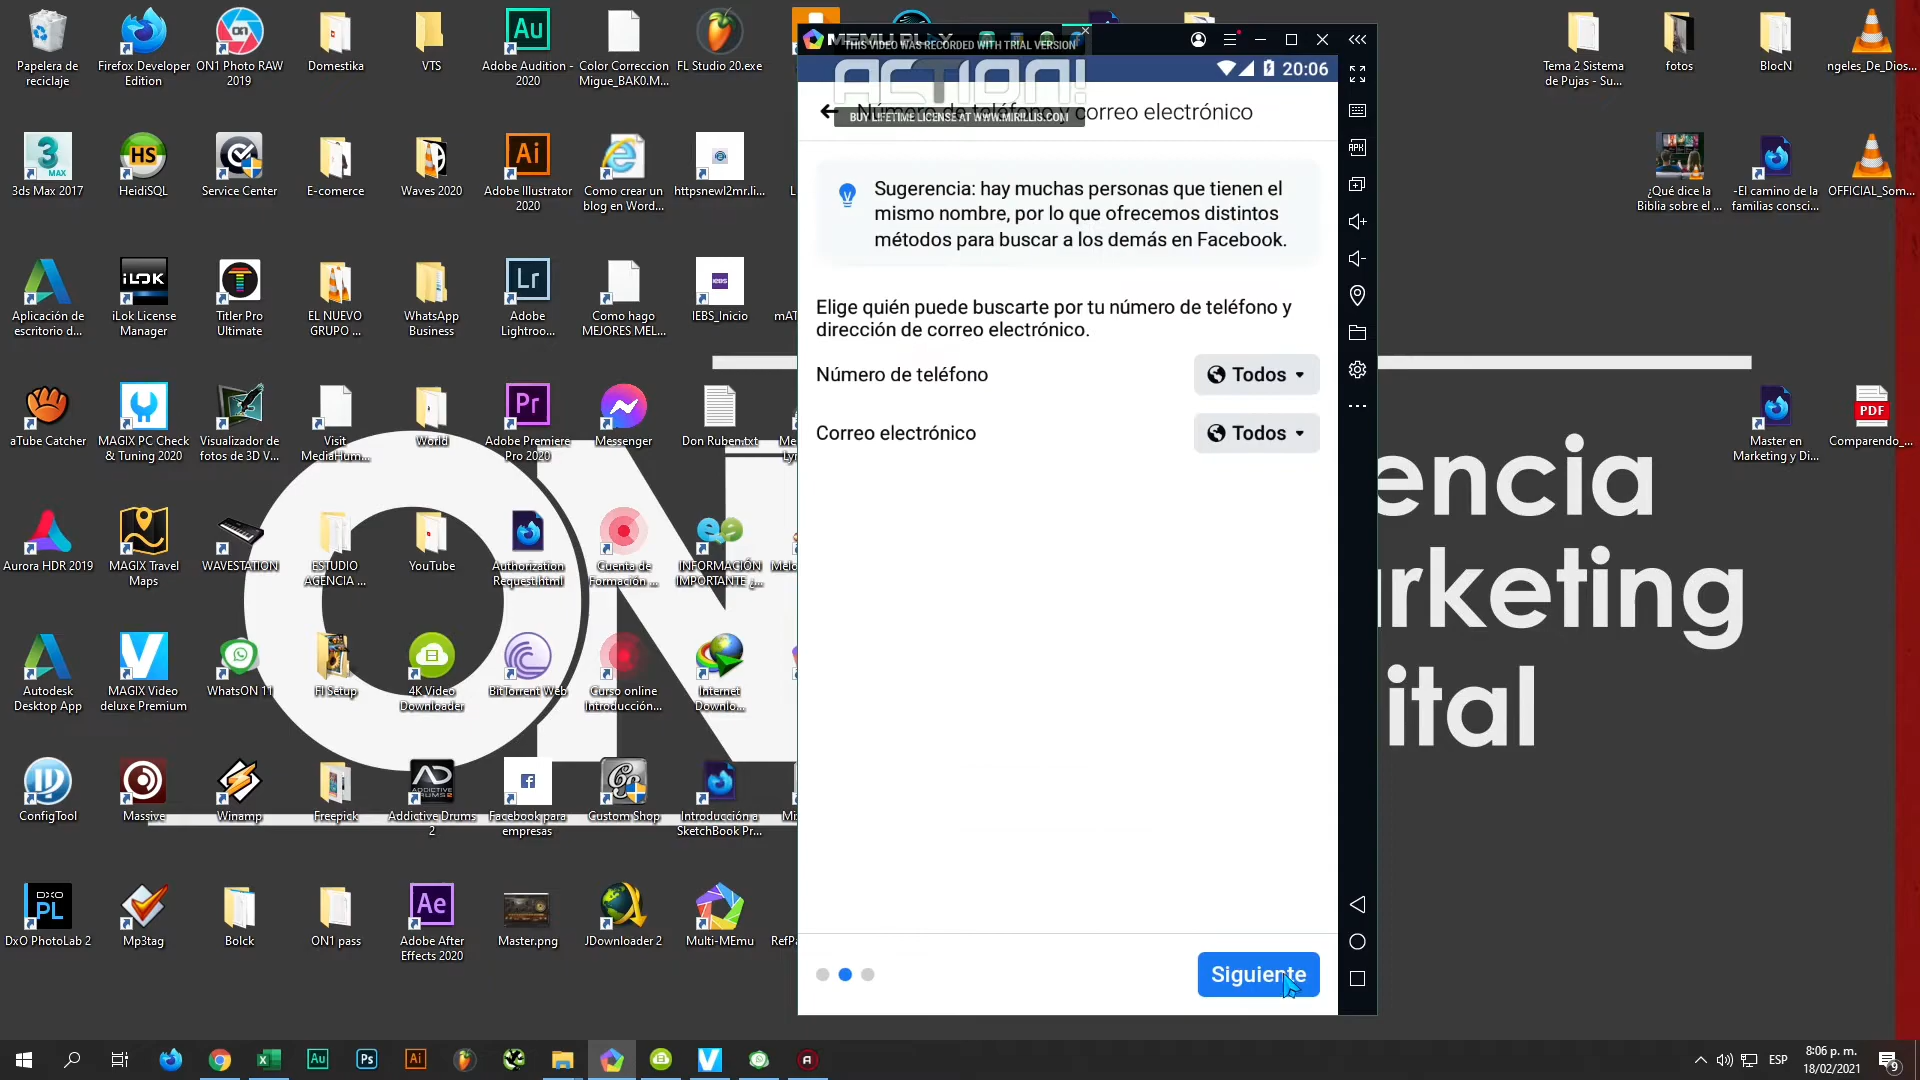 Papelera de
reciclaje
Firefox Developer
Edition
ON1 Photo RAW
2019
Domestika
VTS
Adobe Audition -
2020
Color Correccion
Migue_BAK0.M...
FL Studio 20.exe
3ds Max 2017
HeidiSQL
Service Center
E-comerce
Waves 2020
Adobe Illustrator
2020
Como crear un
blog en Word...
httpsnewl2mr.li...
Aplicación de
escritorio d...
iLok License
Manager
Titler Pro
Ultimate
EL NUEVO
GRUPO ...
WhatsApp
Business
Adobe
Lightroo...
Como hago
MEJORES MEL...
IEBS_Inicio
aTube Catcher
MAGIX PC Check
& Tuning 2020
Visualizador de
fotos de 3D V...
Visit
MediaHum...
World
Adobe Premiere
Pro 2020
Messenger
Don Ruben.txt
Aurora HDR 2019
MAGIX Travel
Maps
WAVESTATION
ESTUDIO
AGENCIA ...
YouTube
Authorization
Request.html
Cuenta de
Formación ...
INFORMACIÓN
IMPORTANTE ¿...
Autodesk
Desktop App
MAGIX Video
deluxe Premium
WhatsON 11
FI Setup
4K Video
Downloader
BitTorrent Web
Curso online
Introducción...
Internet
Downlo...
ConfigTool
Massive
Winamp
Freepick
Addictive Drums
2
Facebook para
empresas
Custom Shop
Introducción a
SketchBook Pr...
DxO PhotoLab 2
Mp3tag
Bolck
ON1 pass
Adobe After
Effects 2020
Master.png
JDownloader 2
Multi-MEmu
RefPa
MEMU PLAY
THIS VIDEO WAS RECORDED WITH TRIAL VERSION
ACTION!
BUY LIFETIME LICENSE AT WWW.MIRILLIS.COM
20:06
Número de teléfono y correo electrónico
Sugerencia: hay muchas personas que tienen el
mismo nombre, por lo que ofrecemos distintos
métodos para buscar a los demás en Facebook.
Elige quién puede buscarte por tu número de teléfono y
dirección de correo electrónico.
Número de teléfono
Todos
Correo electrónico
Todos
Siguiente
Tema 2 Sistema
de Pujas - Su...
fotos
BlocN
ngeles_De_Dios...
¿Qué dice la
Biblia sobre el ...
-El camino de la
familias consci...
OFFICIAL_Som...
Master en
Marketing y Di...
Comparendo_...
ON
encia
rketing
ital
ESP
8:06 p. m.
18/02/2021
9